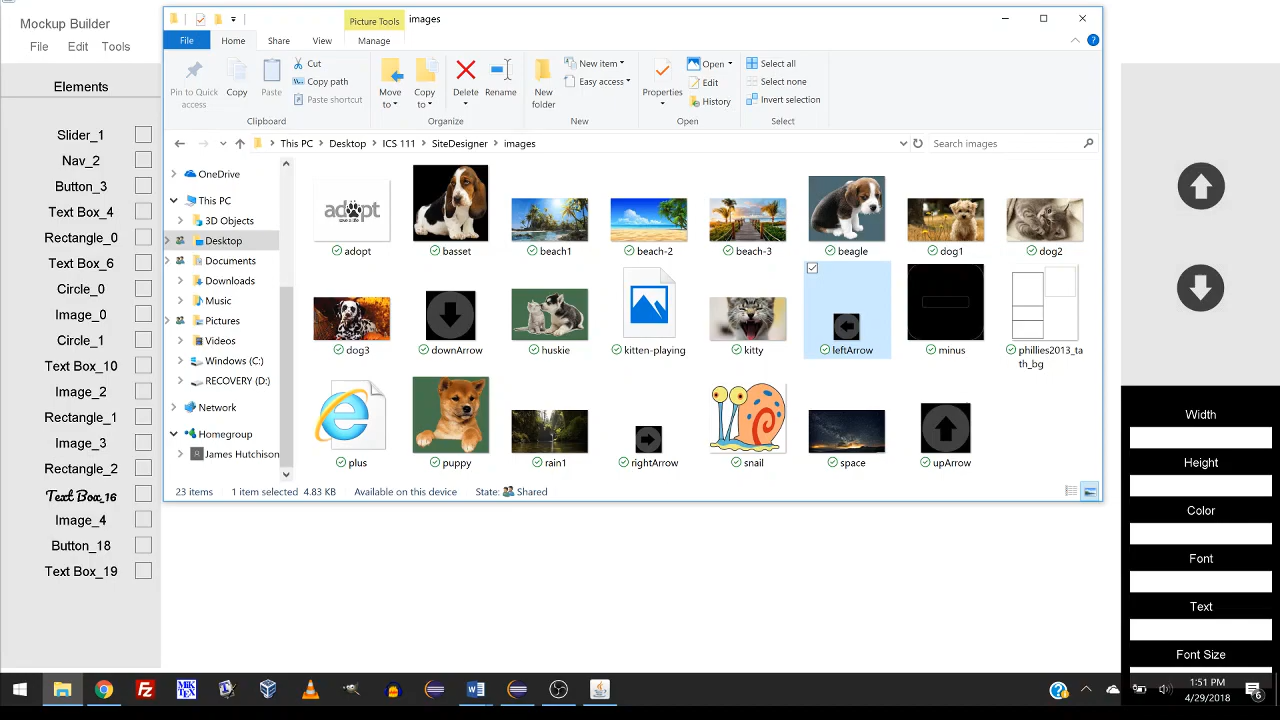 Mockup Builder
File Edit Tools
Elements
Slider_1
Nav_2
Button_3
Text Box_4
Rectangle_0
Text Box_6
Circle_0
Image_0
Circle_1
Text Box_10
Image_2
Rectangle_1
Image_3
Rectangle_2
Text Box_16
Image_4
Button_18
Text Box_19
Picture Tools images
File Home Share View Manage
Pin to Quick access
Copy
Paste
Cut
Copy path
Paste shortcut
Clipboard
Move to
Copy to
Delete
Rename
Organize
New folder
New item
Easy access
New
Properties
Open
Edit
History
Open
Select all
Select none
Invert selection
Select
This PC Desktop ICS 111 SiteDesigner images
Search images
OneDrive
This PC
3D Objects
Desktop
Documents
Downloads
Music
Pictures
Videos
Windows (C:)
RECOVERY (D:)
Network
Homegroup
James Hutchison
adopt
adopt basset beach1 beach-2 beach-3 beagle dog1 dog2
dog3 downArrow huskie kitten-playing kitty leftArrow minus phillies2013_ta
th_bg
plus puppy rain1 rightArrow snail space upArrow
23 items 1 item selected 4.83 KB Available on this device State: Shared
Width
Height
Color
Font
Text
Font Size
1:51 PM
4/29/2018
6